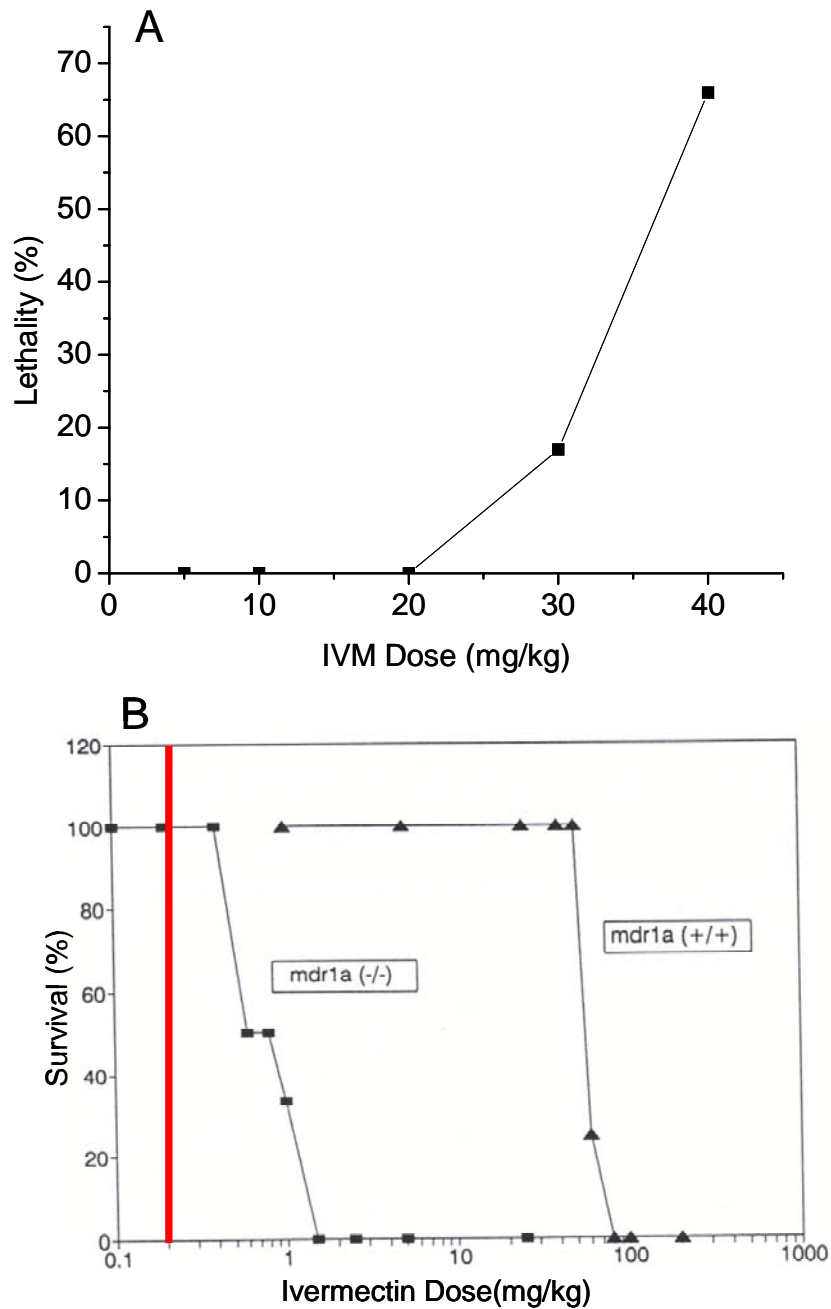 A
70
60
50
40
30
20
10
0
0 10 20 30 40
Lethality (%)
IVM Dose (mg/kg)
B
120
100
80
60
40
20
0
mdr1a (+/+)
mdr1a (-/-)
Survival (%)
0.1 1 10 100 1000
Ivermectin Dose(mg/kg)